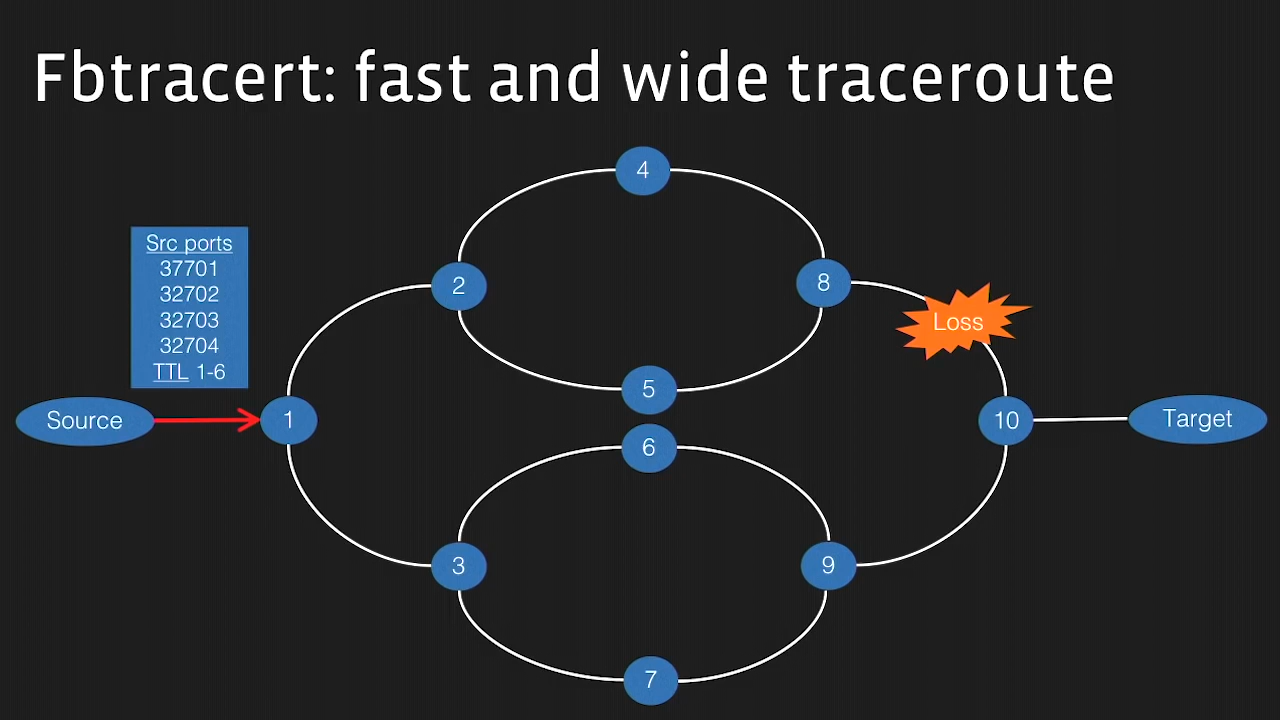 Fbtracert: fast and wide traceroute
Src ports
37701
32702
32703
32704
TTL 1-6
Source
1
2
3
4
5
6
7
8
9
Loss
10
Target